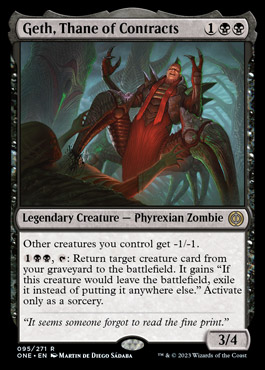 Geth, Thane of Contracts 1
Legendary Creature — Phyrexian Zombie
Other creatures you control get -1/-1.
1, : Return target creature card from
your graveyard to the battlefield. It gains “If
this creature would leave the battlefield, exile
it instead of putting it anywhere else.” Activate
only as a sorcery.
“It seems someone forgot to read the fine print.”
3/4
095/271 R
ONE • EN MARTIN DE DIEGO SÁDABA ™ & © 2023 Wizards of the Coast